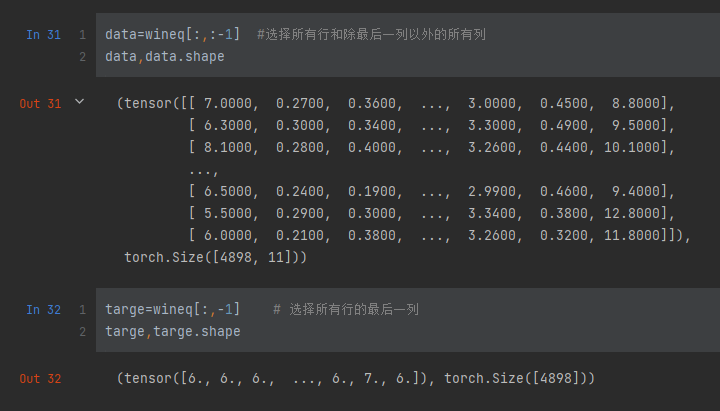 In 31 1 data=wineq[:,:-1] #选择所有行和除最后一列以外的所有列
2 data,data.shape
Out 31 (tensor([[ 7.0000, 0.2700, 0.3600, ..., 3.0000, 0.4500, 8.8000],
[ 6.3000, 0.3000, 0.3400, ..., 3.3000, 0.4900, 9.5000],
[ 8.1000, 0.2800, 0.4000, ..., 3.2600, 0.4400, 10.1000],
...,
[ 6.5000, 0.2400, 0.1900, ..., 2.9900, 0.4600, 9.4000],
[ 5.5000, 0.2900, 0.3000, ..., 3.3400, 0.3800, 12.8000],
[ 6.0000, 0.2100, 0.3800, ..., 3.2600, 0.3200, 11.8000]]),
torch.Size([4898, 11]))
In 32 1 targe=wineq[:,-1] # 选择所有行的最后一列
2 targe,targe.shape
Out 32 (tensor([6., 6., 6., ..., 6., 7., 6.]), torch.Size([4898]))